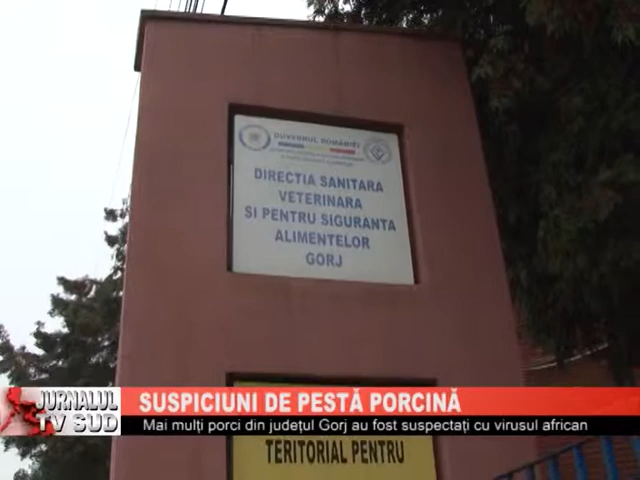 GUVERNUL ROMÂNIEI
DIRECTIA SANITARA
VETERINARA
SI PENTRU SIGURANTA
ALIMENTELOR
GORJ
JURNALUL
TV SUD
SUSPICIUNI DE PESTĂ PORCINĂ
Mai mulți porci din județul Gorj au fost suspectați cu virusul african
TERITORIAL PENTRU